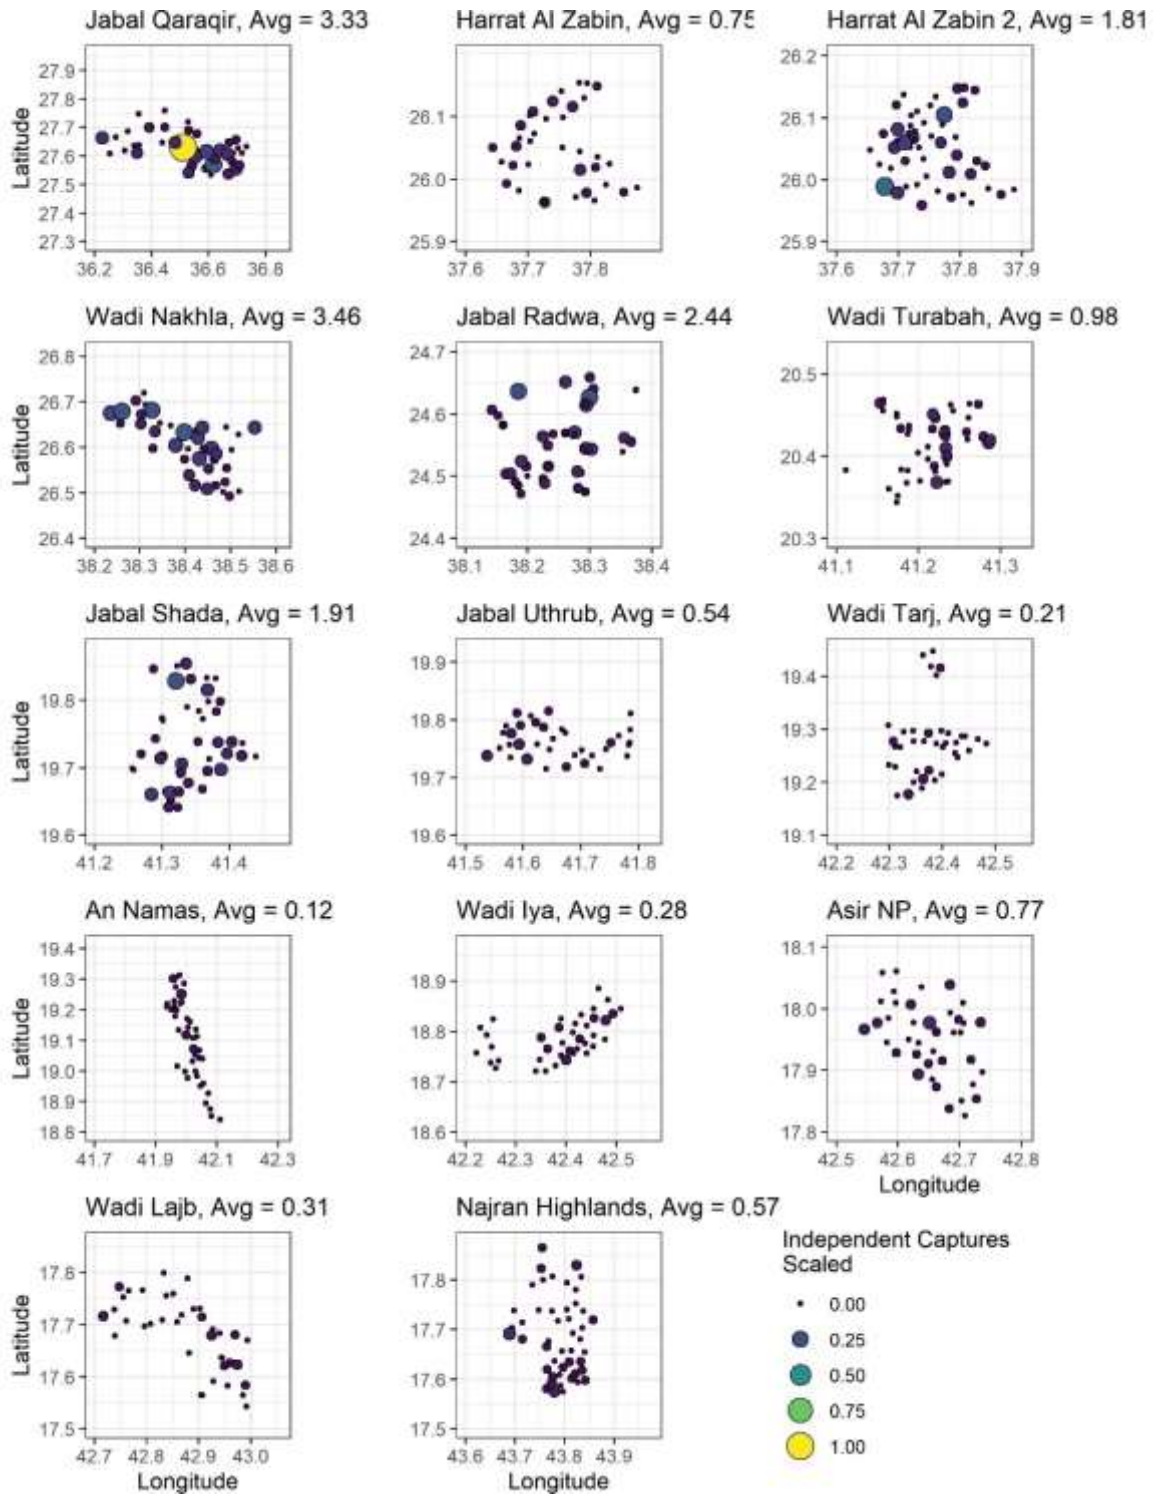 Jabal Qaraqir, Avg = 3.33
Harrat Al Zabin, Avg = 0.75
Harrat Al Zabin 2, Avg = 1.81
Latitude
27.9
27.8
27.7
27.6
27.5
27.4
27.3
36.2 36.4 36.6 36.8
26.1
26.0
25.9
37.6 37.7 37.8
26.2
26.1
26.0
25.9
37.6 37.7 37.8 37.9
Wadi Nakhla, Avg = 3.46
Jabal Radwa, Avg = 2.44
Wadi Turabah, Avg = 0.98
Latitude
26.8
26.7
26.6
26.5
26.4
38.2 38.3 38.4 38.5 38.6
24.7
24.6
24.5
24.4
38.1 38.2 38.3 38.4
20.5
20.4
20.3
41.1 41.2 41.3
Jabal Shada, Avg = 1.91
Jabal Uthrub, Avg = 0.54
Wadi Tarj, Avg = 0.21
Latitude
19.8
19.7
19.6
41.2 41.3 41.4
19.9
19.8
19.7
19.6
41.5 41.6 41.7 41.8
19.4
19.3
19.2
19.1
42.2 42.3 42.4 42.5
An Namas, Avg = 0.12
Wadi Iya, Avg = 0.28
Asir NP, Avg = 0.77
Latitude
19.4
19.3
19.2
19.1
19.0
18.9
18.8
41.7 41.9 42.1 42.3
18.9
18.8
18.7
18.6
42.2 42.3 42.4 42.5
18.1
18.0
17.9
17.8
42.5 42.6 42.7 42.8
Longitude
Wadi Lajb, Avg = 0.31
Najran Highlands, Avg = 0.57
Latitude
17.8
17.7
17.6
17.5
42.7 42.8 42.9 43.0
Longitude
17.8
17.7
17.6
17.5
43.6 43.7 43.8 43.9
Longitude
Independent Captures
Scaled
0.00
0.25
0.50
0.75
1.00